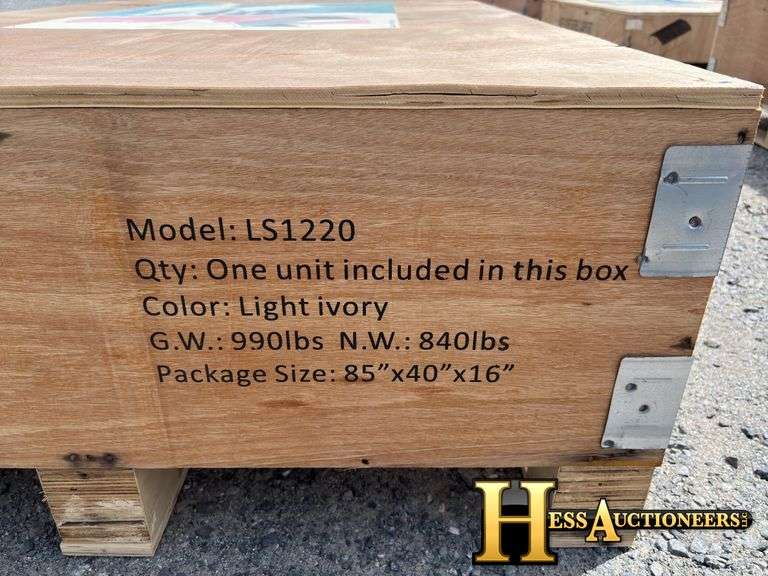 Model: LS1220
Qty: One unit included in this box
Color: Light ivory
G.W.: 990lbs N.W.: 840lbs
Package Size: 85”x40”x16”
HESS AUCTIONEERS LLC